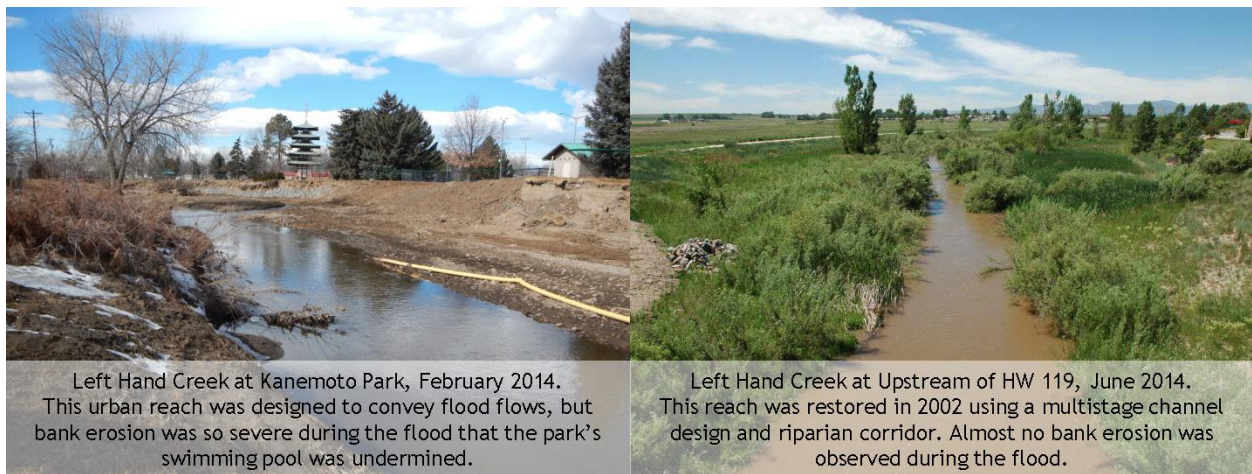 Left Hand Creek at Kanemoto Park, February 2014.
This urban reach was designed to convey flood flows, but
bank erosion was so severe during the flood that the park's
swimming pool was undermined.
Left Hand Creek at Upstream of HW 119, June 2014.
This reach was restored in 2002 using a multistage channel
design and riparian corridor. Almost no bank erosion was
observed during the flood.